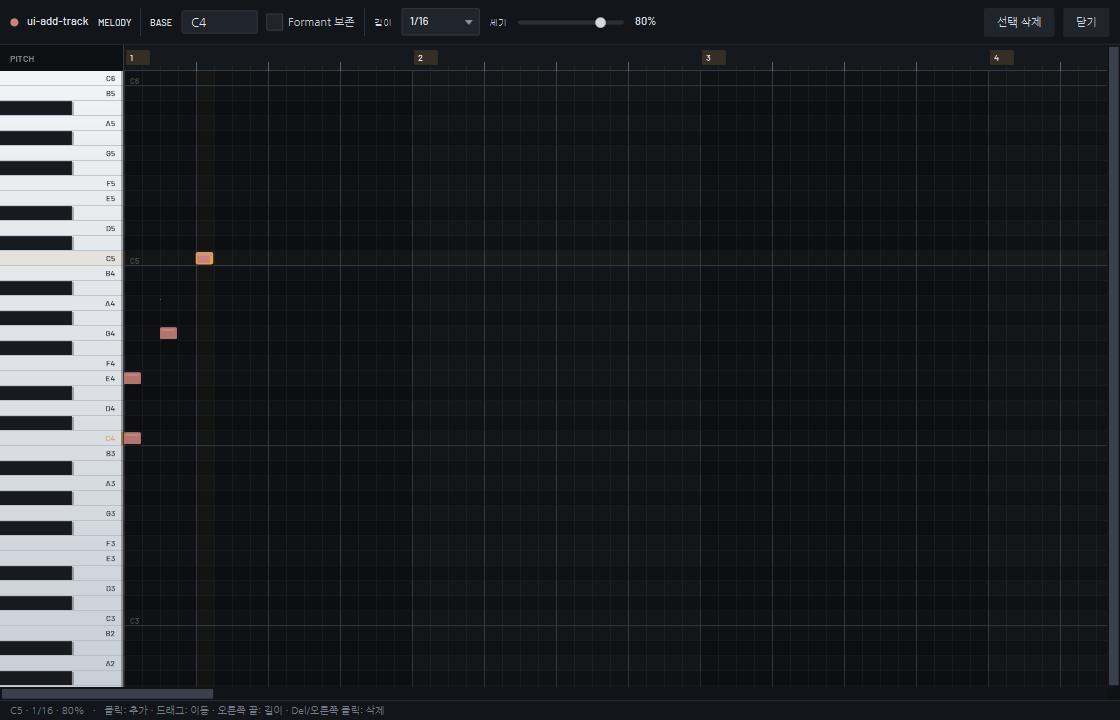 ui-add-track MELODY BASE C4 Formant 보존 길이 1/16 세기 80% 선택 삭제 닫기
PITCH 1 2 3 4
C6 C6
B5
A5
G5
F5
E5
D5
C5 C5
B4
A4
G4
F4
E4
D4
C4
B3
A3
G3
F3
E3
D3
C3 C3
B2
A2
C5 · 1/16 · 80% · 클릭: 추가 · 드래그: 이동 · 오른쪽 끝: 길이 · Del/오른쪽 클릭: 삭제